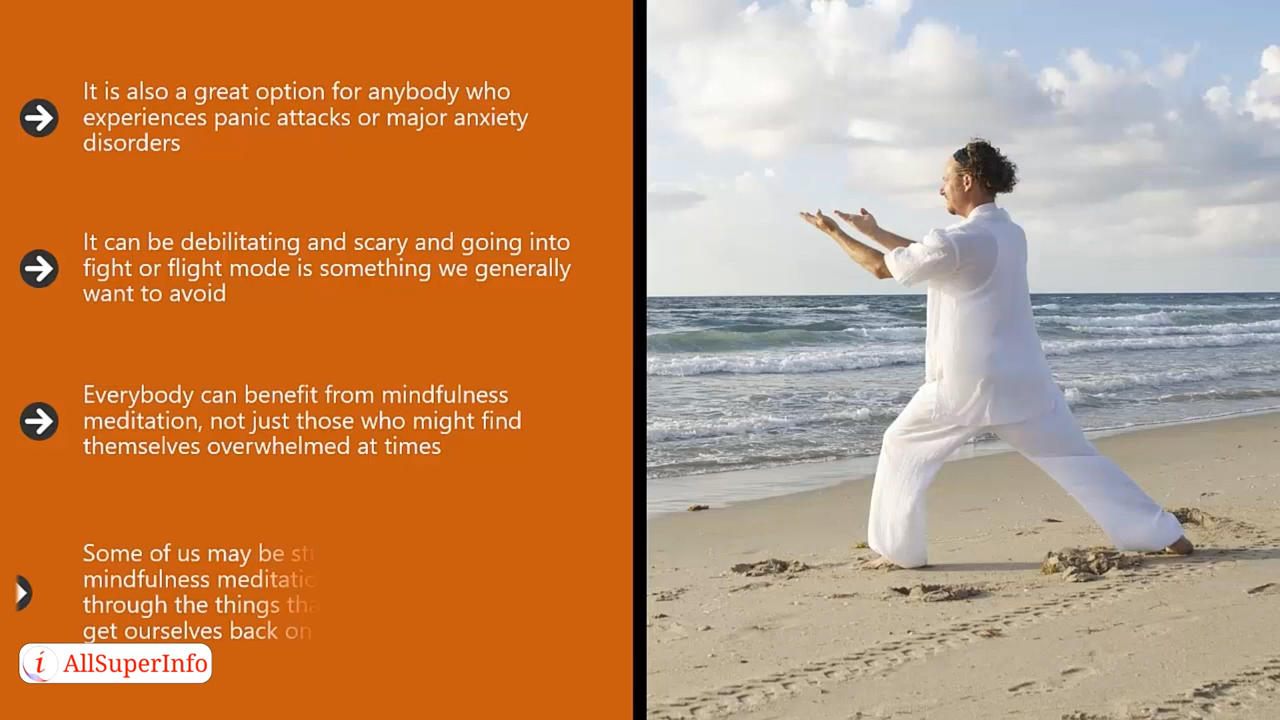 It is also a great option for anybody who
experiences panic attacks or major anxiety
disorders
It can be debilitating and scary and going into
fight or flight mode is something we generally
want to avoid
Everybody can benefit from mindfulness
meditation, not just those who might find
themselves overwhelmed at times
Some of us may be
mindfulness
through the things
get ourselves back on
i AllSuperInfo